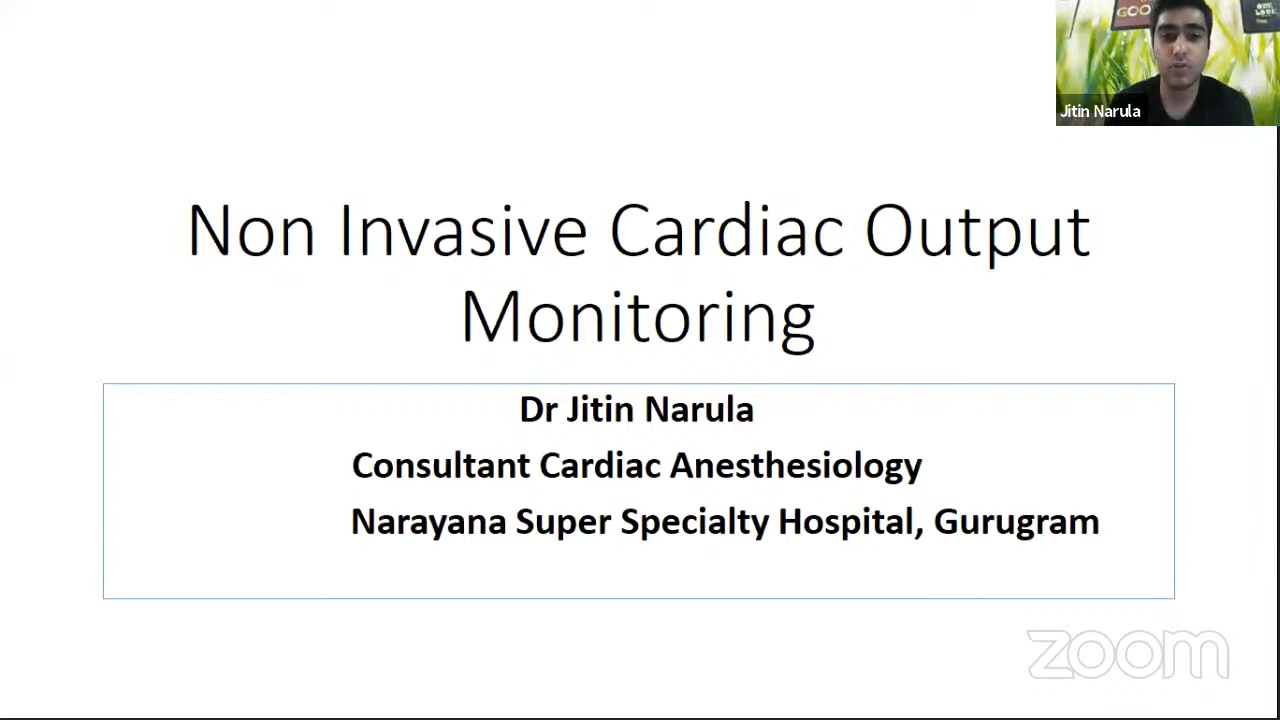 GOO
Jitin Narula
Non Invasive Cardiac Output
Monitoring
Dr Jitin Narula
Consultant Cardiac Anesthesiology
Narayana Super Specialty Hospital, Gurugram
zoom